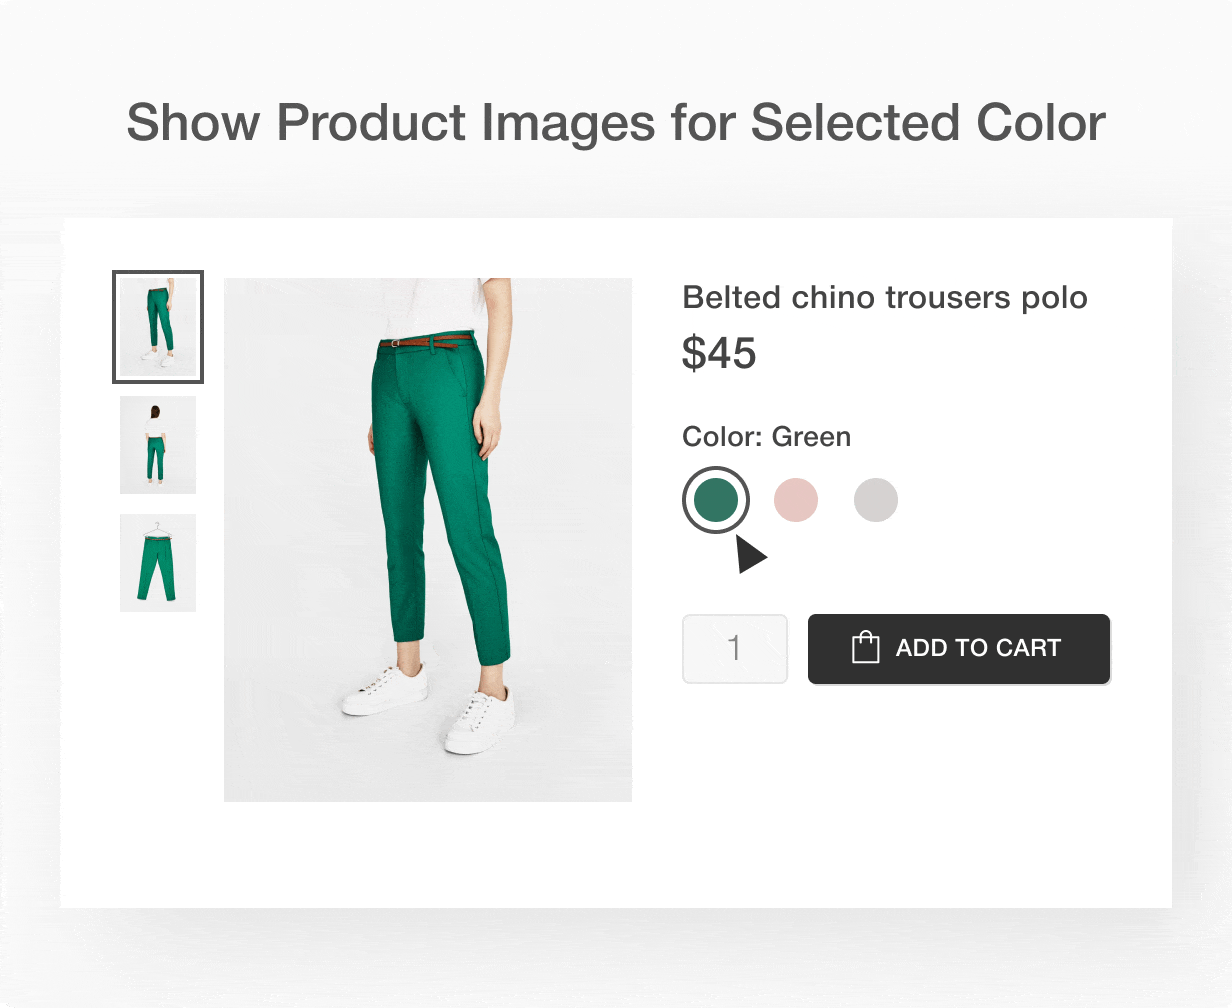 Show Product Images for Selected Color
Belted chino trousers polo
$45
Color: Green
1
ADD TO CART